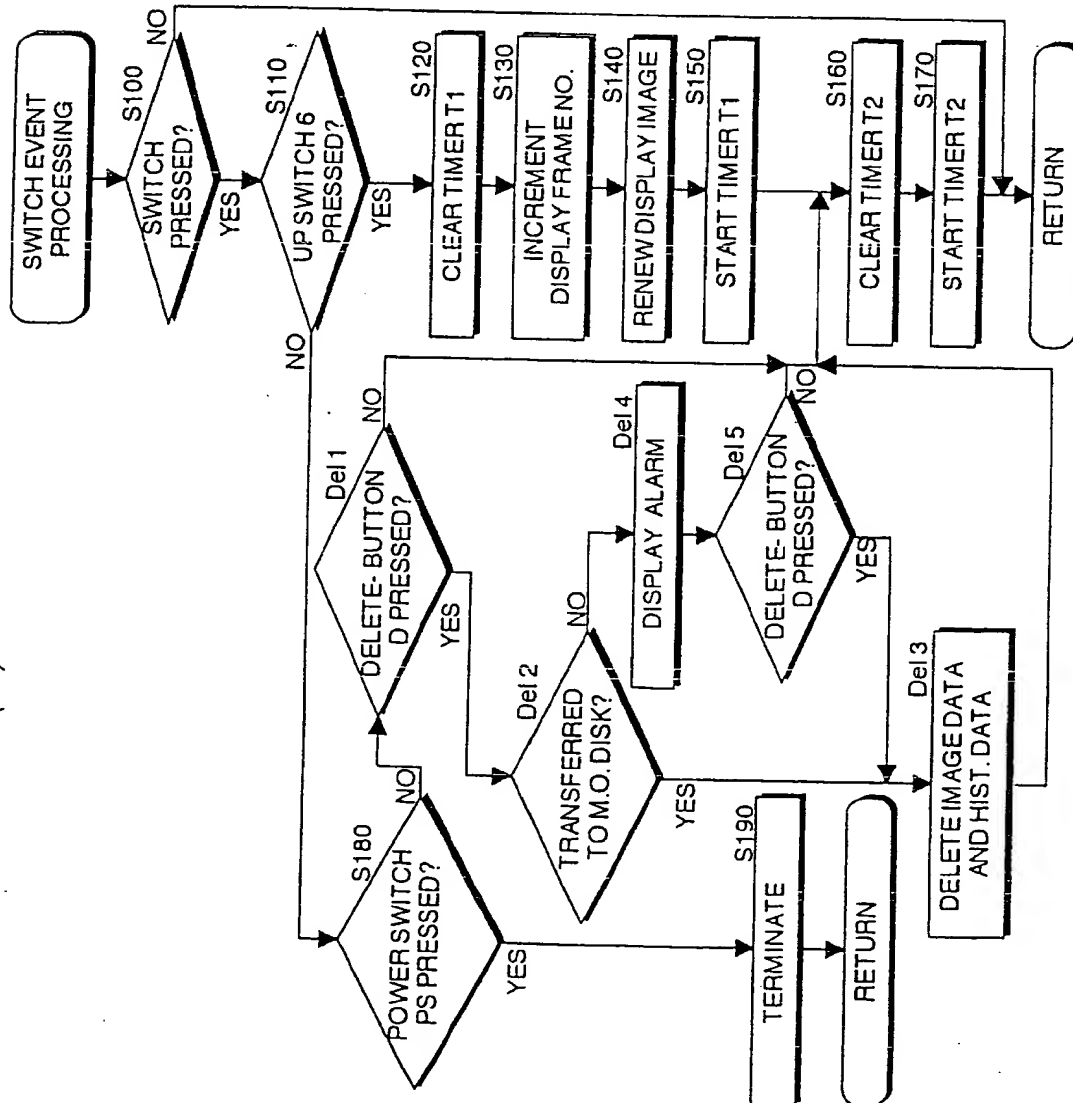 SWITCH EVENT
PROCESSING
S100
SWITCH
PRESSED?
NO
YES
S110
UP SWITCH 6
PRESSED?
NO
YES
S120
CLEAR TIMER T1
S130
INCREMENT
DISPLAY FRAME NO.
S140
RENEW DISPLAY IMAGE
S150
START TIMER T1
S160
CLEAR TIMER T2
S170
START TIMER T2
RETURN
S180
POWER SWITCH
PS PRESSED?
NO
YES
Del 1
DELETE- BUTTON
D PRESSED?
NO
YES
Del 2
TRANSFERRED
TO M.O. DISK?
NO
YES
Del 4
DISPLAY ALARM
Del 5
DELETE- BUTTON
D PRESSED?
NO
YES
Del 3
DELETE IMAGE DATA
AND HIST. DATA
S190
TERMINATE
RETURN